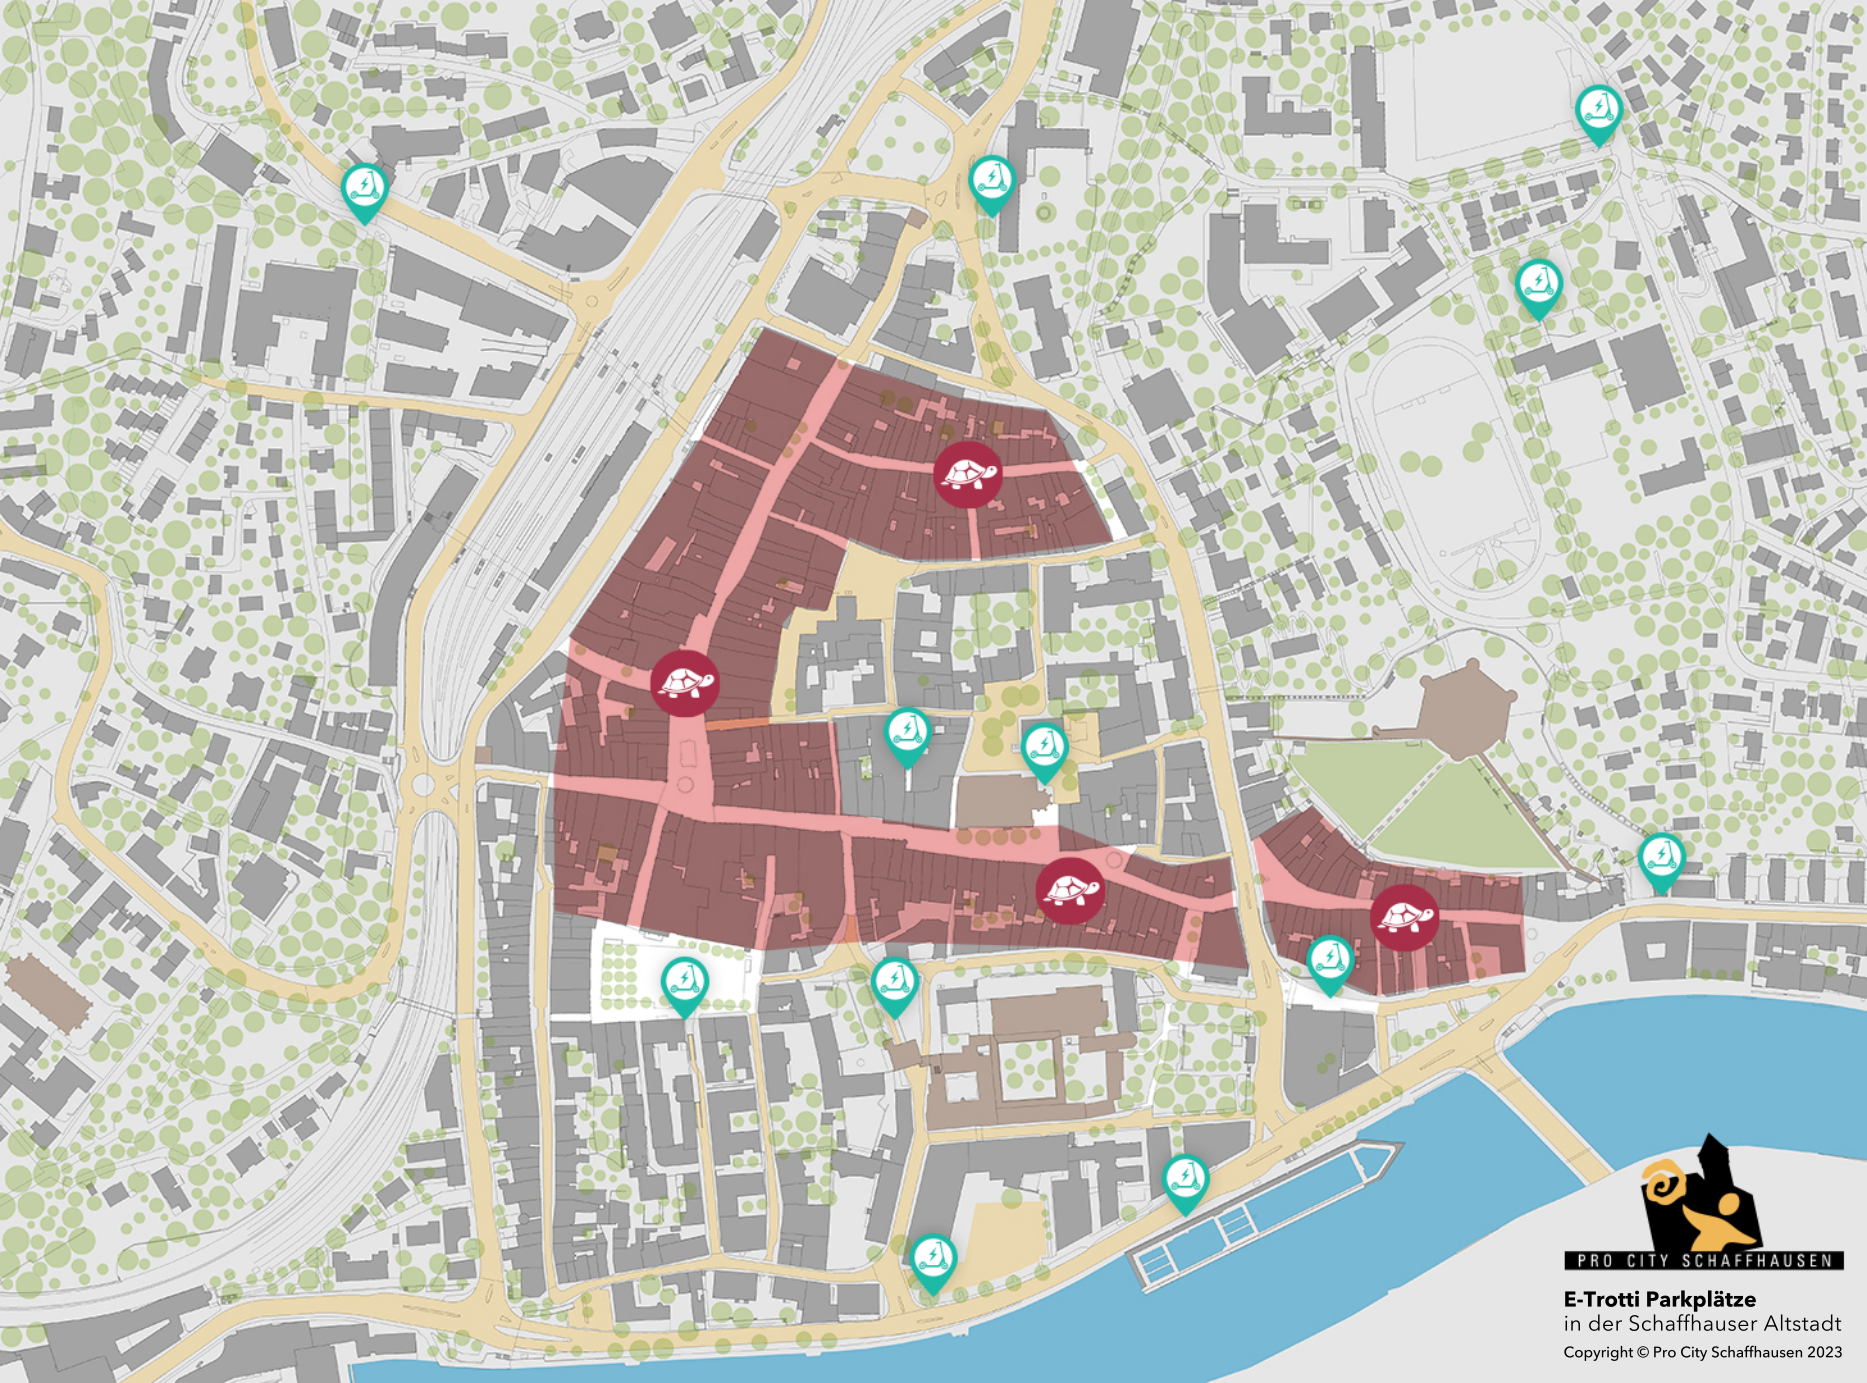 PRO CITY SCHAFFHAUSEN
E-Trotti Parkplätze
in der Schaffhauser Altstadt
Copyright © Pro City Schaffhausen 2023